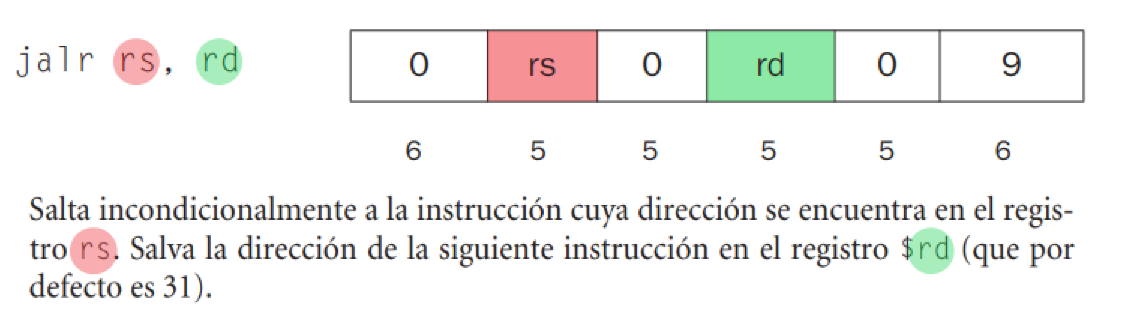 jalr rs, rd
0 rs 0 rd 0 9
6 5 5 5 5 6
Salta incondicionalmente a la instrucción cuya dirección se encuentra en el regis-
tro rs. Salva la dirección de la siguiente instrucción en el registro $rd (que por
defecto es 31).